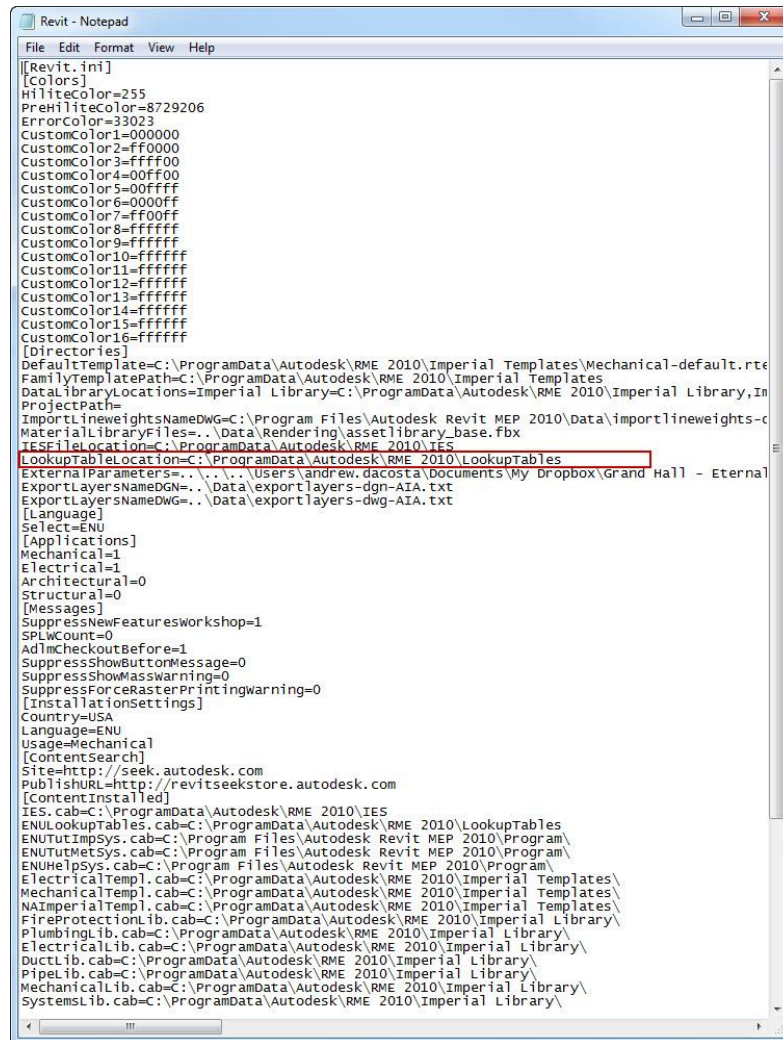 Revit - Notepad
File Edit Format View Help
[Revit.ini]
[Colors]
HiliteColor=255
PreHiliteColor=8729206
ErrorColor=33023
CustomColor1=000000
CustomColor2=ff0000
CustomColor3=ffff00
CustomColor4=00ff00
CustomColor5=00ffff
CustomColor6=0000ff
CustomColor7=ff00ff
CustomColor8=ffffff
CustomColor9=ffffff
CustomColor10=ffffff
CustomColor11=ffffff
CustomColor12=ffffff
CustomColor13=ffffff
CustomColor14=ffffff
CustomColor15=ffffff
CustomColor16=ffffff
[Directories]
DefaultTemplate=C:\ProgramData\Autodesk\RME 2010\Imperial Templates\Mechanical-default.rte
FamilyTemplatePath=C:\ProgramData\Autodesk\RME 2010\Imperial Templates
DataLibraryLocations=Imperial Library=C:\ProgramData\Autodesk\RME 2010\Imperial Library,Im
ProjectPath=
ImportLineweightsNameDWG=C:\Program Files\Autodesk Revit MEP 2010\Data\importlineweights-d
MaterialLibraryFiles=..\Data\Rendering\assetlibrary_base.fbx
IESFileLocation=C:\ProgramData\Autodesk\RME 2010\IES
LookupTableLocation=C:\ProgramData\Autodesk\RME 2010\LookupTables
ExternalParameters=..\..\..\Users\andrew.dacosta\Documents\My Dropbox\Grand Hall - Eternal
ExportLayersNameDGN=..\Data\exportlayers-dgn-AIA.txt
ExportLayersNameDWG=..\Data\exportlayers-dwg-AIA.txt
[Language]
Select=ENU
[Applications]
Mechanical=1
Electrical=1
Architectural=0
Structural=0
[Messages]
SuppressNewFeaturesWorkshop=1
SPLWCount=0
AdlmCheckoutBefore=1
SuppressShowButtonMessage=0
SuppressShowMassWarning=0
SuppressForceRasterPrintingWarning=0
[InstallationSettings]
Country=USA
Language=ENU
Usage=Mechanical
[ContentSearch]
Site=http://seek.autodesk.com
PublishURL=http://revitseekstore.autodesk.com
[ContentInstalled]
IES.cab=C:\ProgramData\Autodesk\RME 2010\IES
ENULookupTables.cab=C:\ProgramData\Autodesk\RME 2010\LookupTables
ENUTutImpSys.cab=C:\Program Files\Autodesk Revit MEP 2010\Program\
ENUTutMetSys.cab=C:\Program Files\Autodesk Revit MEP 2010\Program\
ENUHelpSys.cab=C:\Program Files\Autodesk Revit MEP 2010\Program\
ElectricalTempl.cab=C:\ProgramData\Autodesk\RME 2010\Imperial Templates\
MechanicalTempl.cab=C:\ProgramData\Autodesk\RME 2010\Imperial Templates\
NAImperialTempl.cab=C:\ProgramData\Autodesk\RME 2010\Imperial Templates\
FireProtectionLib.cab=C:\ProgramData\Autodesk\RME 2010\Imperial Library\
PlumbingLib.cab=C:\ProgramData\Autodesk\RME 2010\Imperial Library\
ElectricalLib.cab=C:\ProgramData\Autodesk\RME 2010\Imperial Library\
DuctLib.cab=C:\ProgramData\Autodesk\RME 2010\Imperial Library\
PipeLib.cab=C:\ProgramData\Autodesk\RME 2010\Imperial Library\
MechanicalLib.cab=C:\ProgramData\Autodesk\RME 2010\Imperial Library\
SystemsLib.cab=C:\ProgramData\Autodesk\RME 2010\Imperial Library\